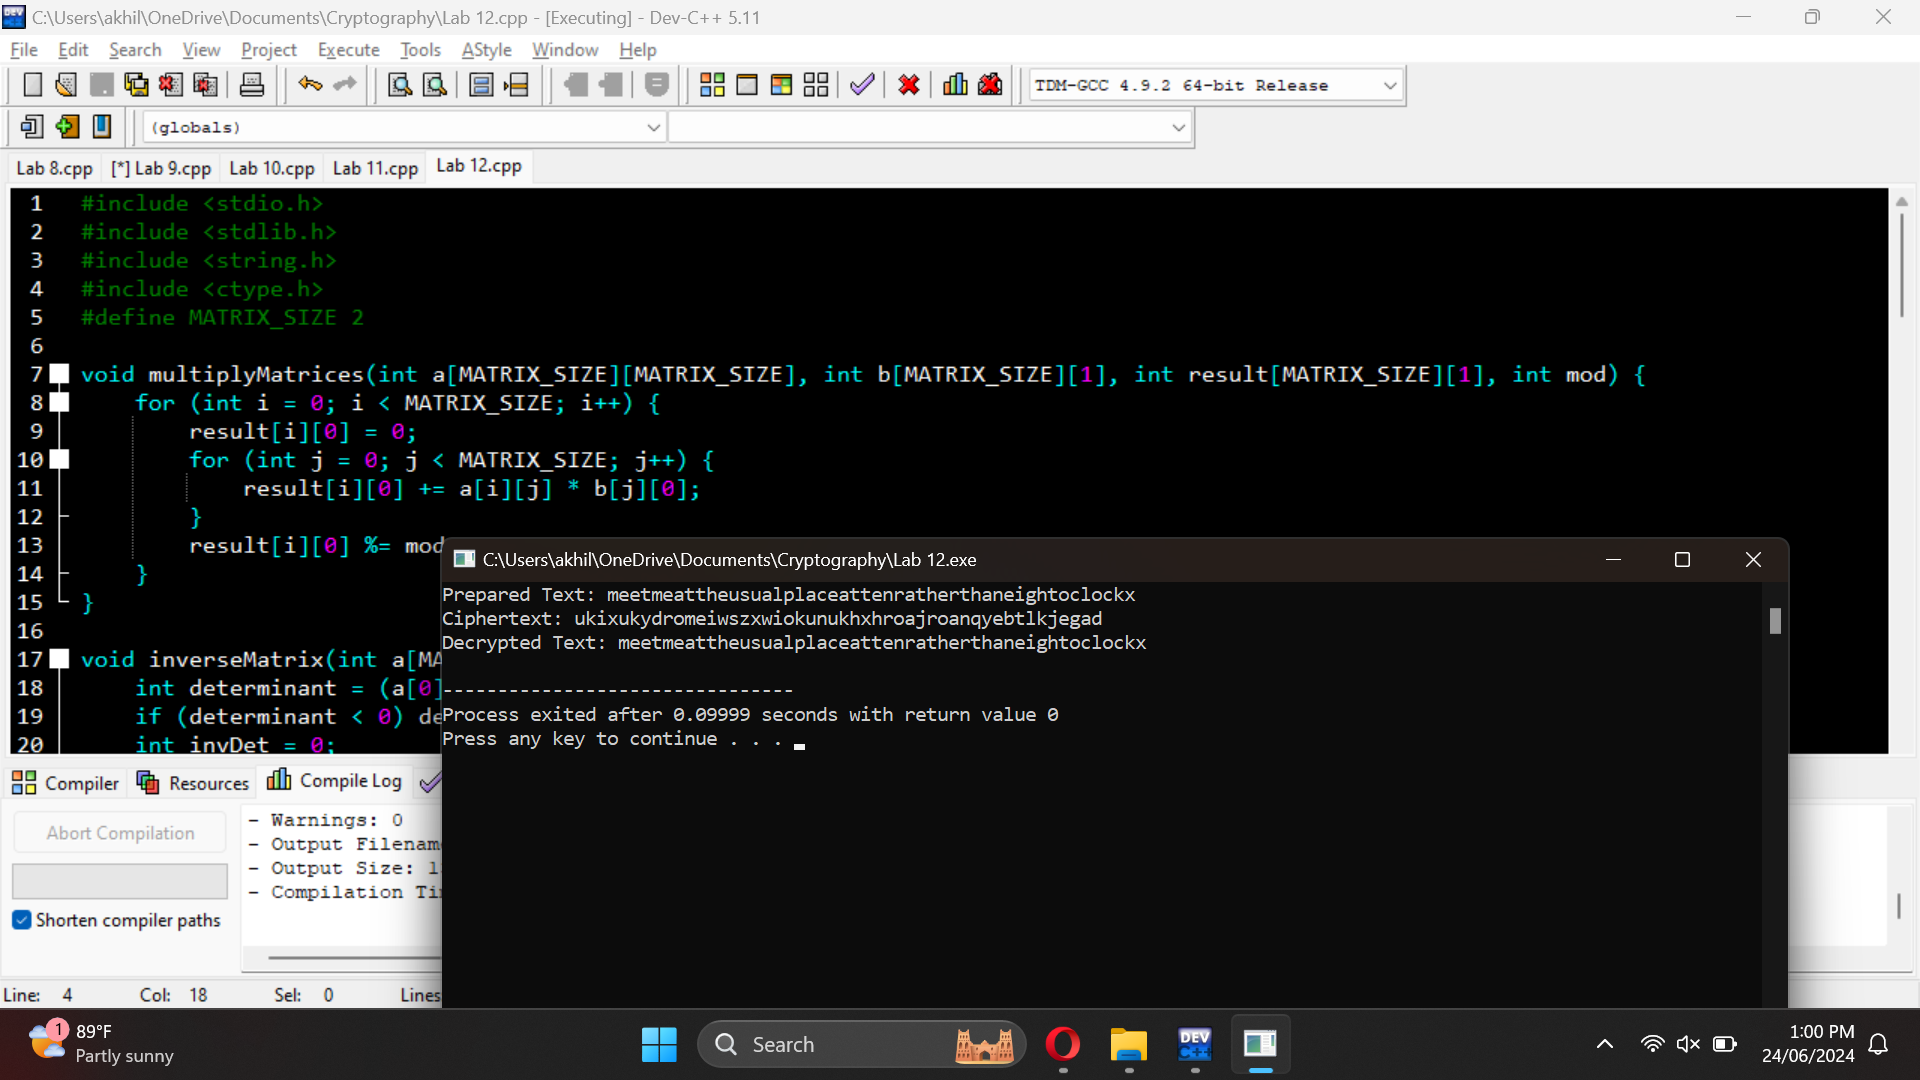 C:\Users\akhil\OneDrive\Documents\Cryptography\Lab 12.cpp - [Executing] - Dev-C++ 5.11
File Edit Search View Project Execute Tools AStyle Window Help
TDM-GCC 4.9.2 64-bit Release
(globals)
Lab 8.cpp [*] Lab 9.cpp Lab 10.cpp Lab 11.cpp Lab 12.cpp
1 #include <stdio.h>
2 #include <stdlib.h>
3 #include <string.h>
4 #include <ctype.h>
5 #define MATRIX_SIZE 2
6
7 void multiplyMatrices(int a[MATRIX_SIZE][MATRIX_SIZE], int b[MATRIX_SIZE][1], int result[MATRIX_SIZE][1], int mod) {
8 for (int i = 0; i < MATRIX_SIZE; i++) {
9 result[i][0] = 0;
10 for (int j = 0; j < MATRIX_SIZE; j++) {
11 result[i][0] += a[i][j] * b[j][0];
12 }
13 result[i][0] %= mod
14 }
15 }
16
17 void inverseMatrix(int a[MA
18 int determinant = (a[0]
19 if (determinant < 0) de
20 int invDet = 0;
C:\Users\akhil\OneDrive\Documents\Cryptography\Lab 12.exe
Prepared Text: meetmeattheusualplaceattenratherthaneightoclockx
Ciphertext: ukixukydromeiwszxwiokunukhxhroajroanqyebtlkjegad
Decrypted Text: meetmeattheusualplaceattenratherthaneightoclockx
--------------------------------
Process exited after 0.09999 seconds with return value 0
Press any key to continue . . .
Compiler Resources Compile Log
Abort Compilation
Shorten compiler paths
- Warnings: 0
- Output Filenam
- Output Size: 1
- Compilation Ti
Line: 4 Col: 18 Sel: 0 Lines
1
89°F
Partly sunny
Search
DEV
C++
1:00 PM
24/06/2024